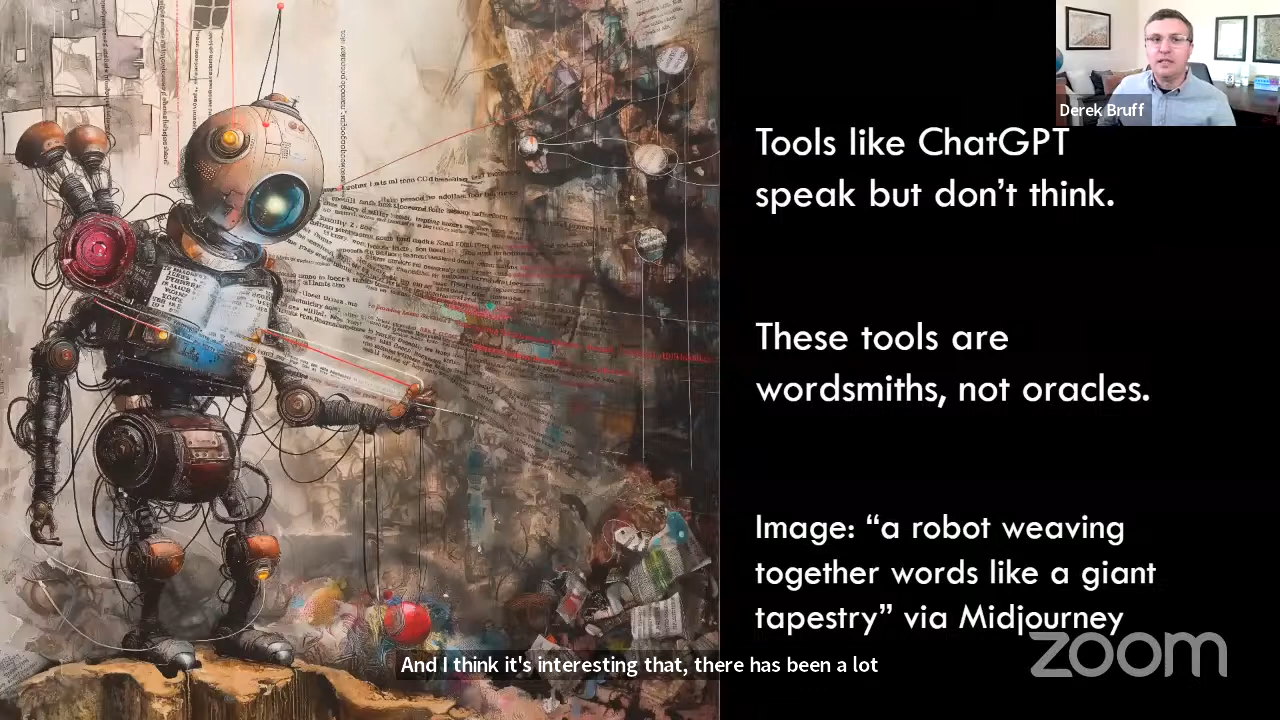 Derek Bruff
Tools like ChatGPT
speak but don’t think.
These tools are
wordsmiths, not oracles.
Image: “a robot weaving
together words like a giant
tapestry” via Midjourney
zoom
And I think it's interesting that, there has been a lot